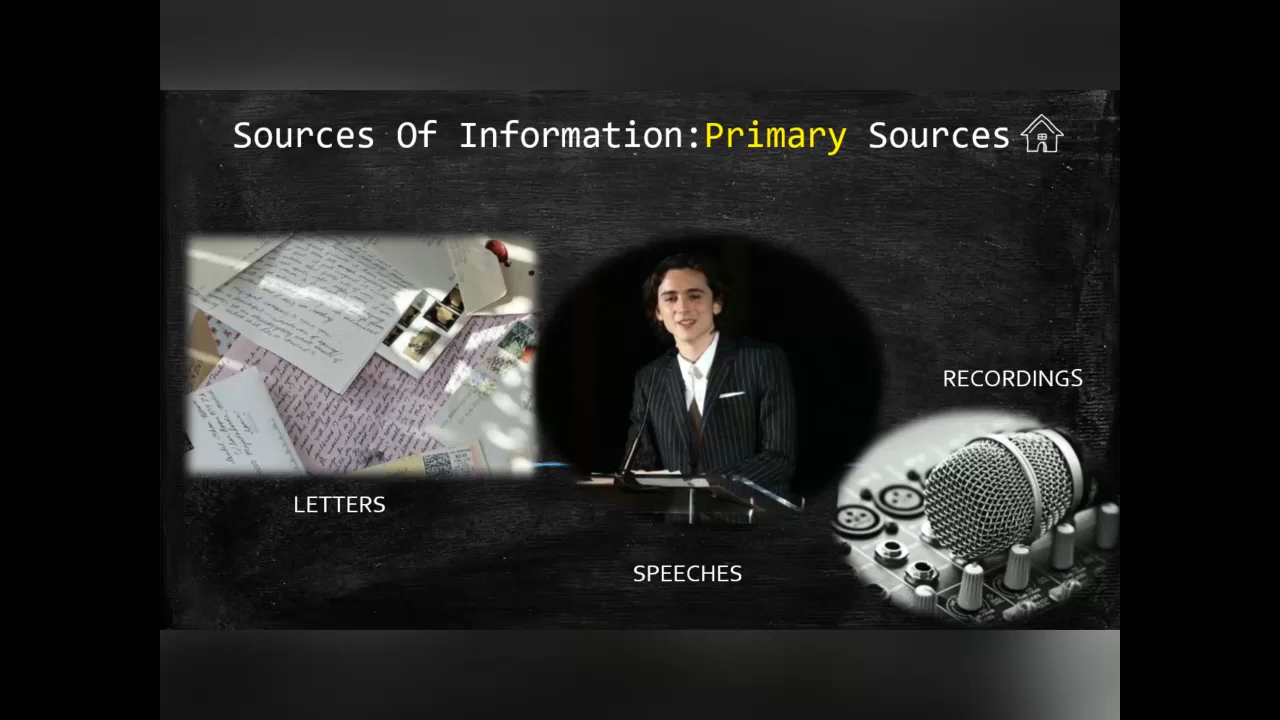 Sources Of Information:Primary Sources
RECORDINGS
LETTERS
SPEECHES